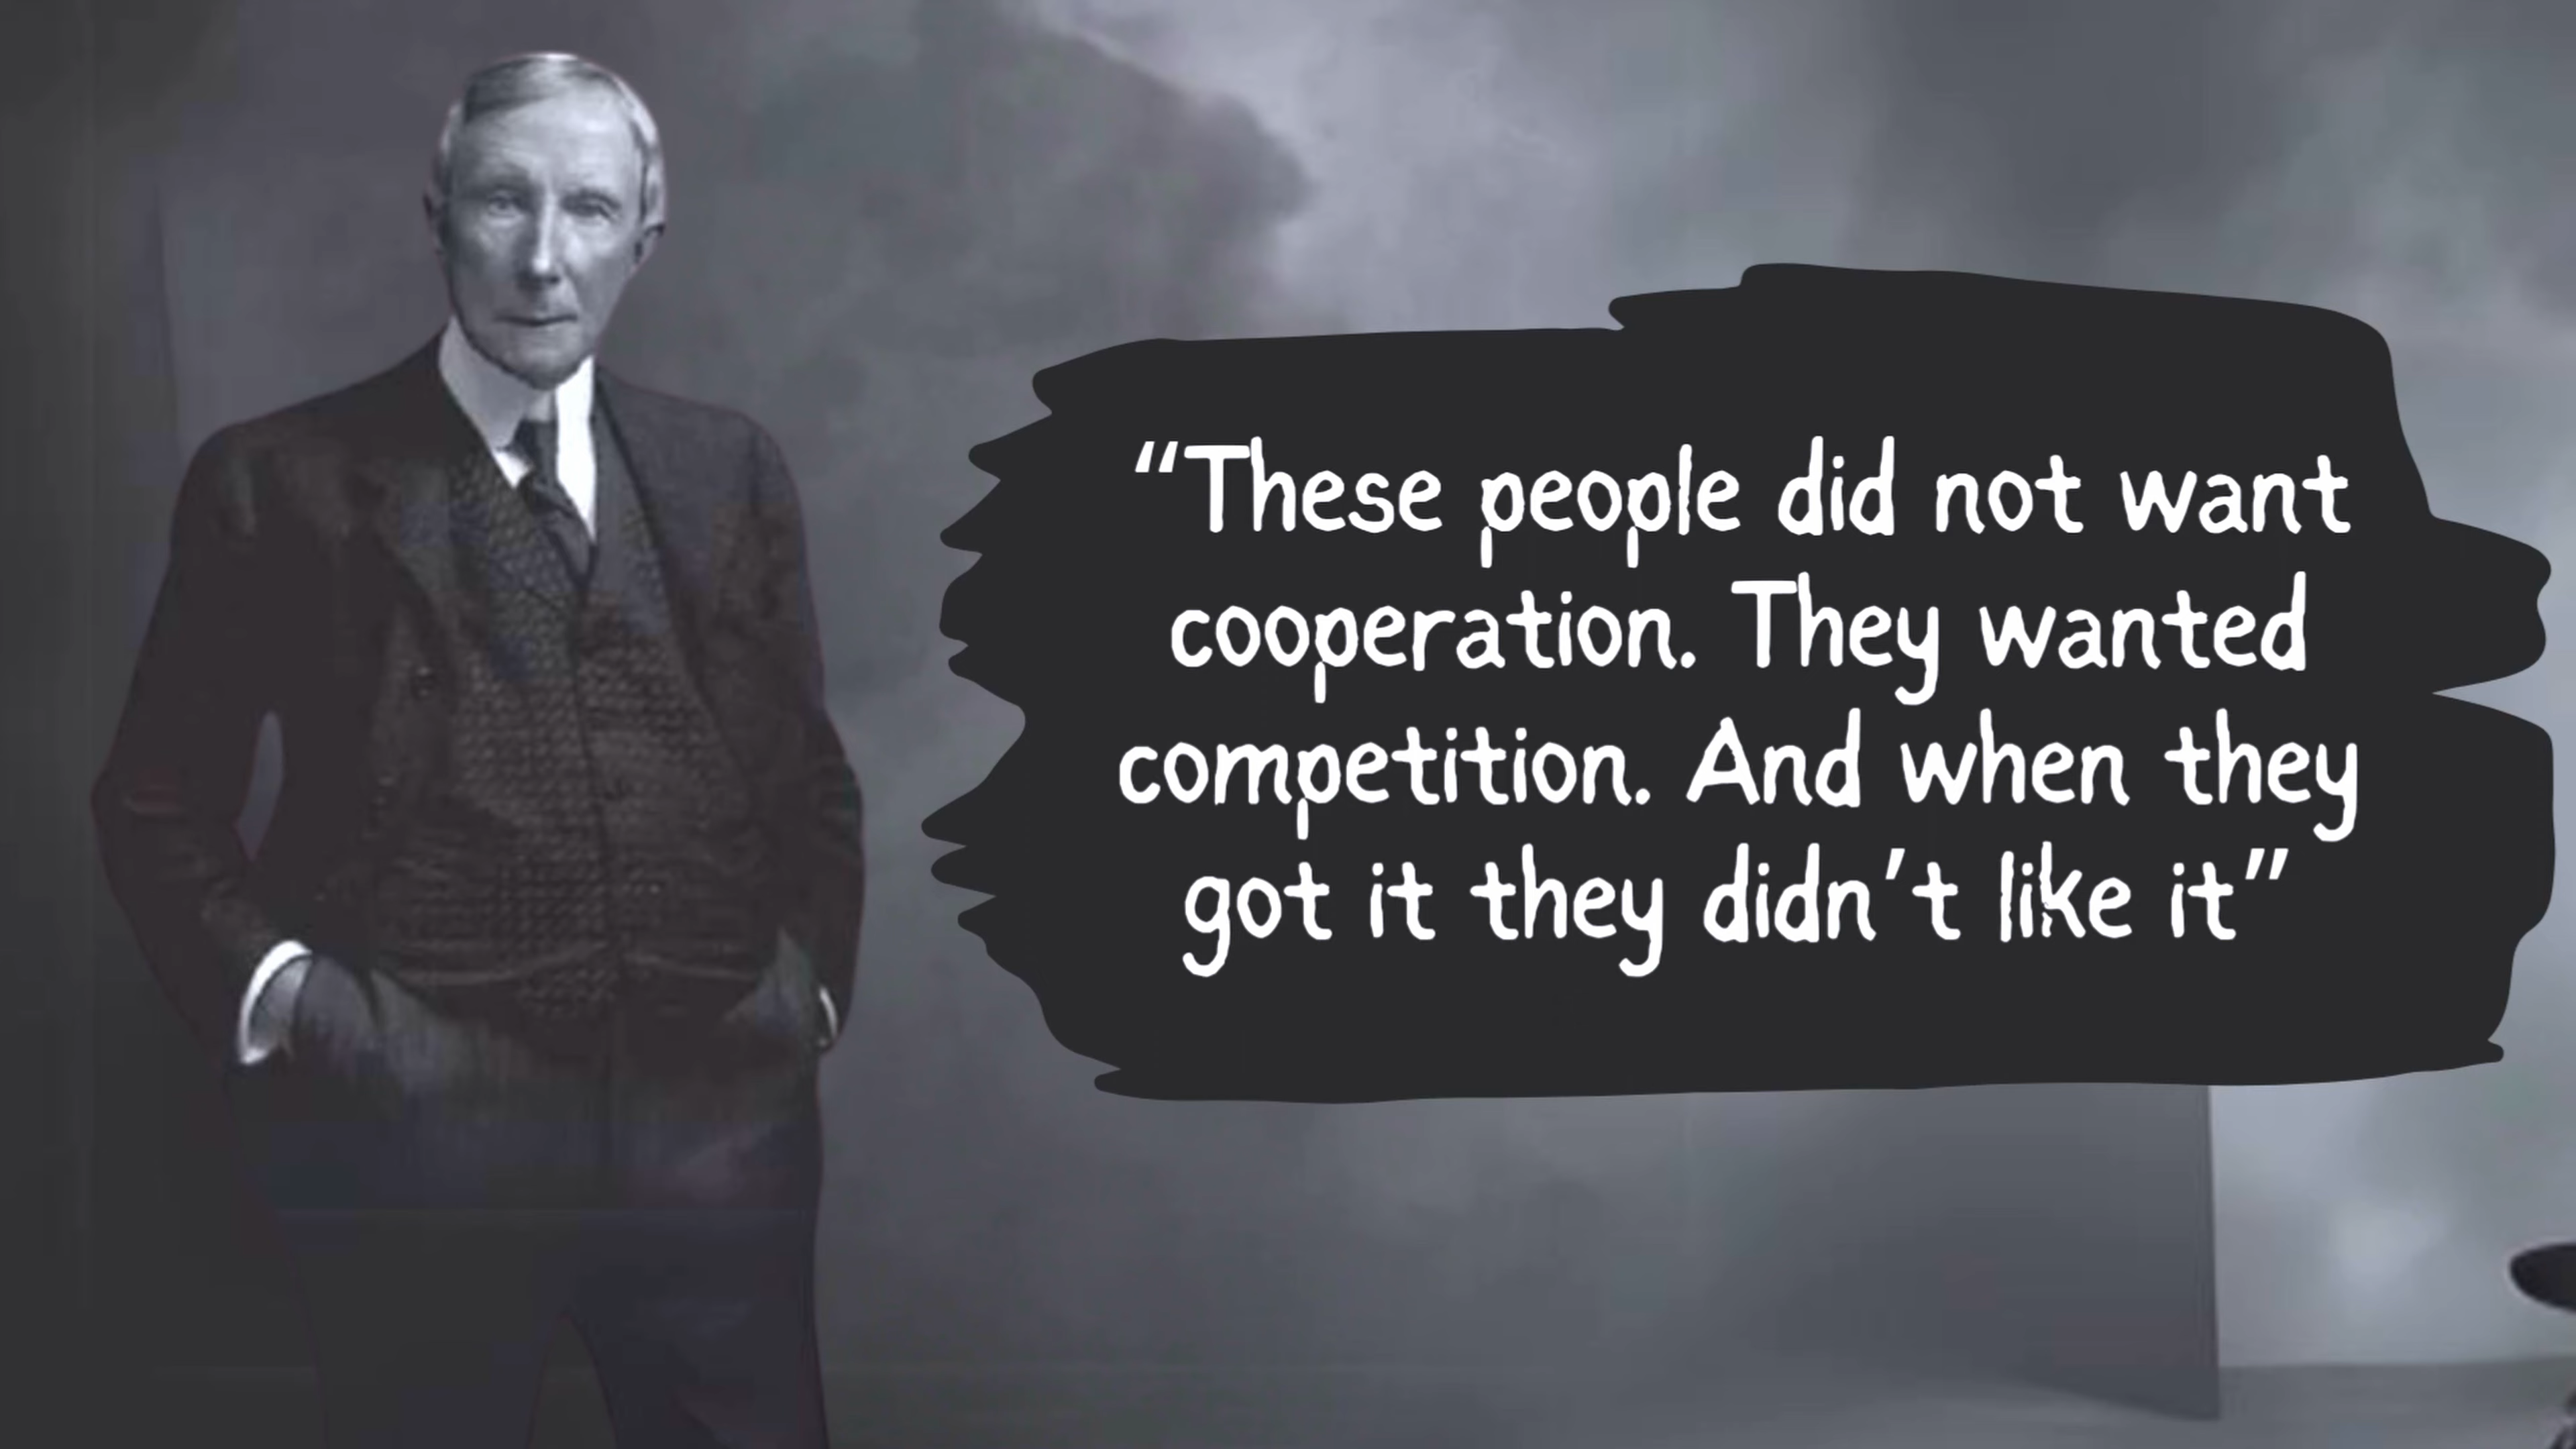 “These people did not want
cooperation. They wanted
competition. And when they
got it they didn’t like it”